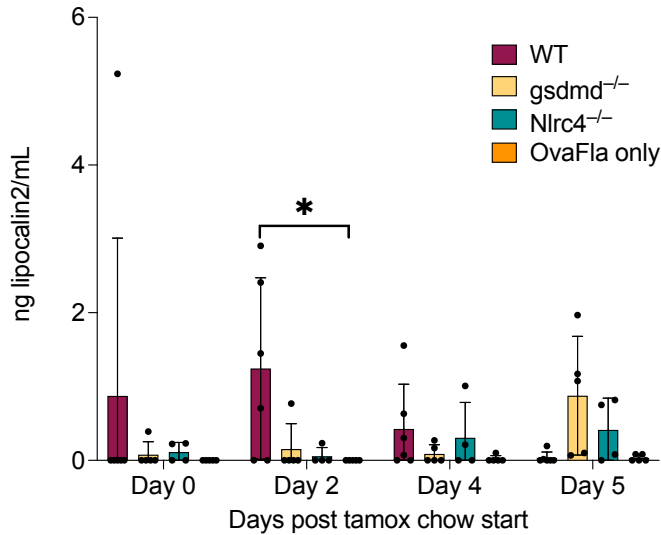 6
4
2
0
ng lipocalin2/mL
WT
gsdmd⁻/⁻
Nlrc4⁻/⁻
OvaFla only
*
Day 0
Day 2
Day 4
Day 5
Days post tamox chow start